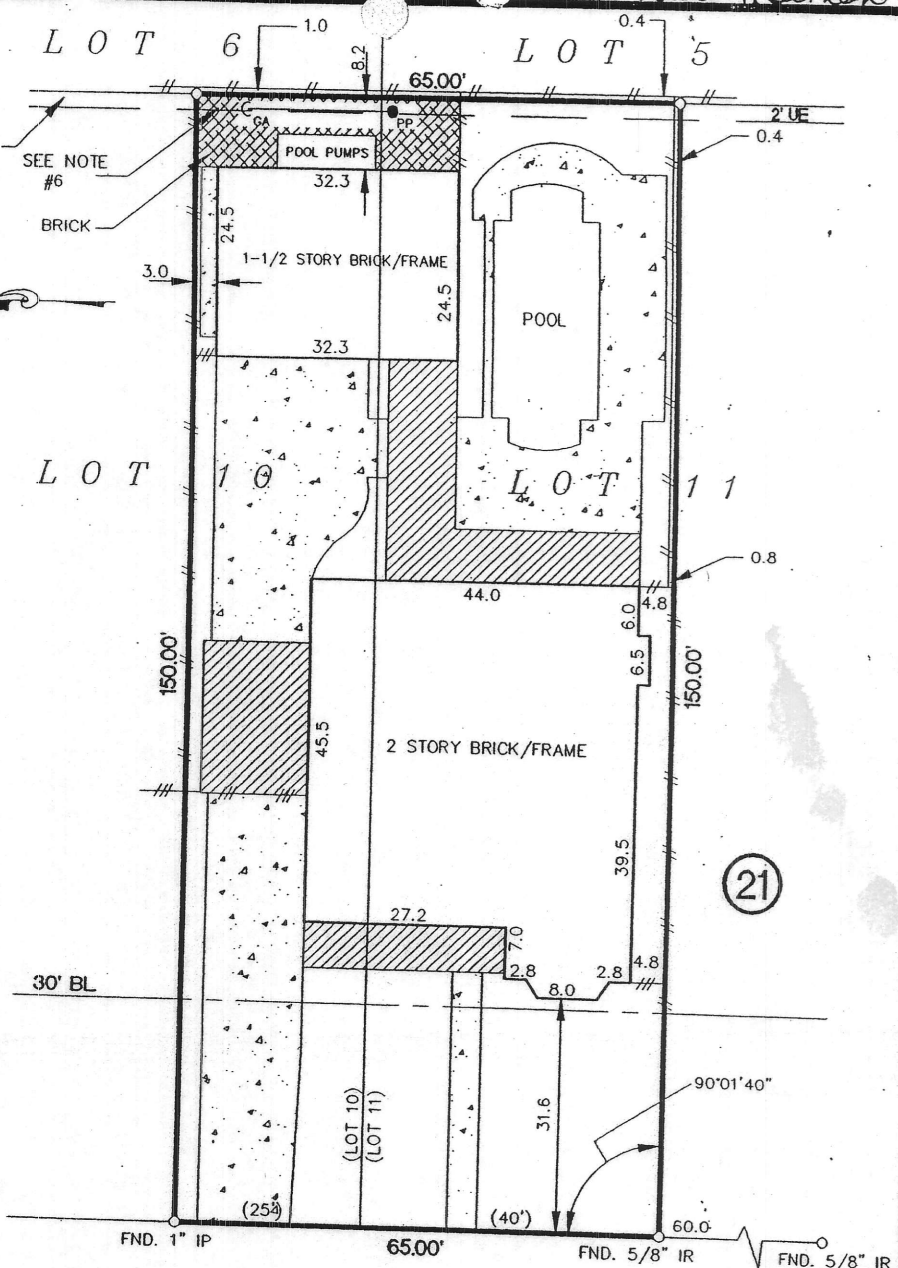 LOT 6
1.0
8.2
0.4
LOT 5
65.00'
2' UE
0.4
C
GA
PP
SEE NOTE
#6
POOL PUMPS
32.3
BRICK
24.5
1-1/2 STORY BRICK/FRAME
3.0
24.5
POOL
32.3
LOT 10
LOT 11
0.8
44.0
4.8
6.0
6.5
150.00'
150.00'
45.5
2 STORY BRICK/FRAME
39.5
21
27.2
7.0
2.8
2.8
4.8
8.0
30' BL
90°01'40"
31.6
(LOT 10)
(LOT 11)
(25')
(40')
60.0
FND. 1" IP
65.00'
FND. 5/8" IR
FND. 5/8" IR